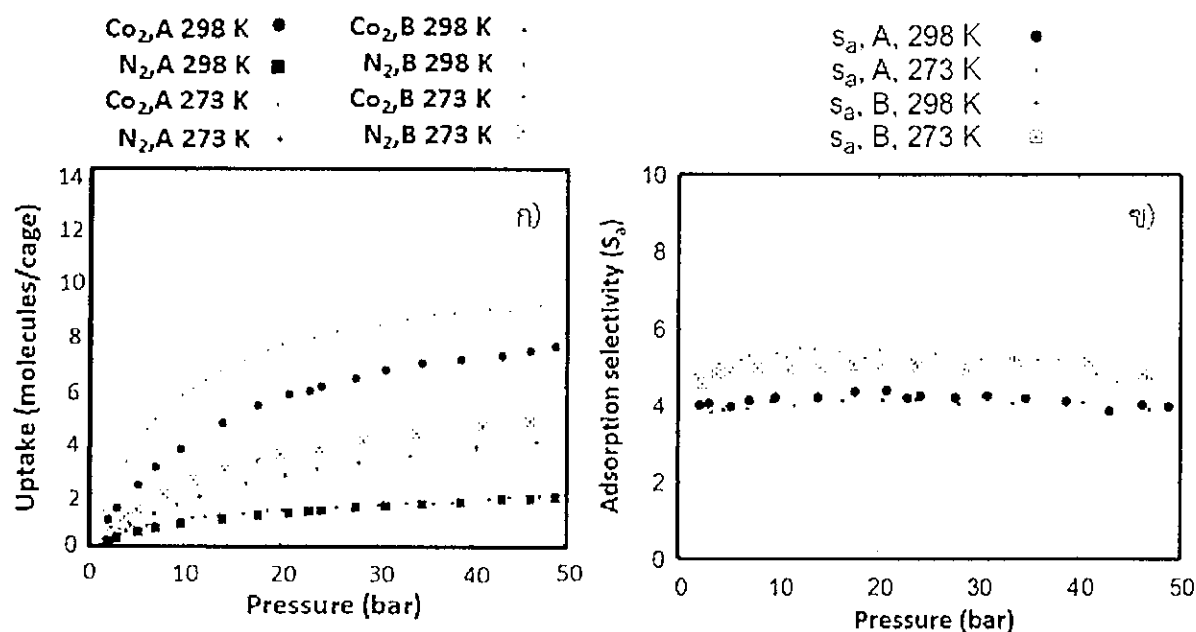 Co₂,A 298 K
N₂,A 298 K
Co₂,A 273 K
N₂,A 273 K
Co₂,B 298 K
N₂,B 298 K
Co₂,B 273 K
N₂,B 273 K
14
12
10
8
6
4
2
0
Uptake (molecules/cage)
ก)
0 10 20 30 40 50
Pressure (bar)
sₐ, A, 298 K
sₐ, A, 273 K
sₐ, B, 298 K
sₐ, B, 273 K
10
8
6
4
2
0
Adsorption selectivity (Sₐ)
ข)
0 10 20 30 40 50
Pressure (bar)